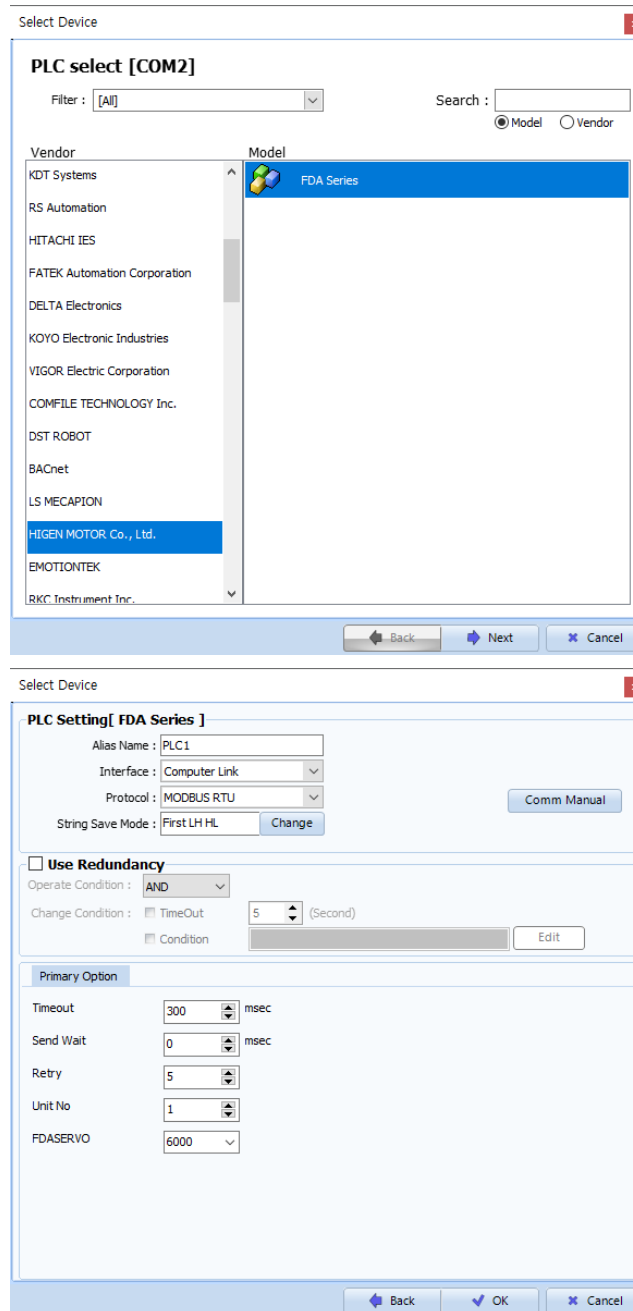 Select Device
PLC select [COM2]
Filter : [All]
Search :
Model Vendor
Vendor Model
KDT Systems
FDA Series
RS Automation
HITACHI IES
FATEK Automation Corporation
DELTA Electronics
KOYO Electronic Industries
VIGOR Electric Corporation
COMFILE TECHNOLOGY Inc.
DST ROBOT
BACnet
LS MECAPION
HIGEN MOTOR Co., Ltd.
EMOTIONTEK
RKC Instrument Inc.
Back Next Cancel
Select Device
PLC Setting[ FDA Series ]
Alias Name : PLC1
Interface : Computer Link
Protocol : MODBUS RTU
Comm Manual
String Save Mode : First LH HL Change
Use Redundancy
Operate Condition : AND
Change Condition : TimeOut 5 (Second)
Condition Edit
Primary Option
Timeout 300 msec
Send Wait 0 msec
Retry 5
Unit No 1
FDASERVO 6000
Back OK Cancel